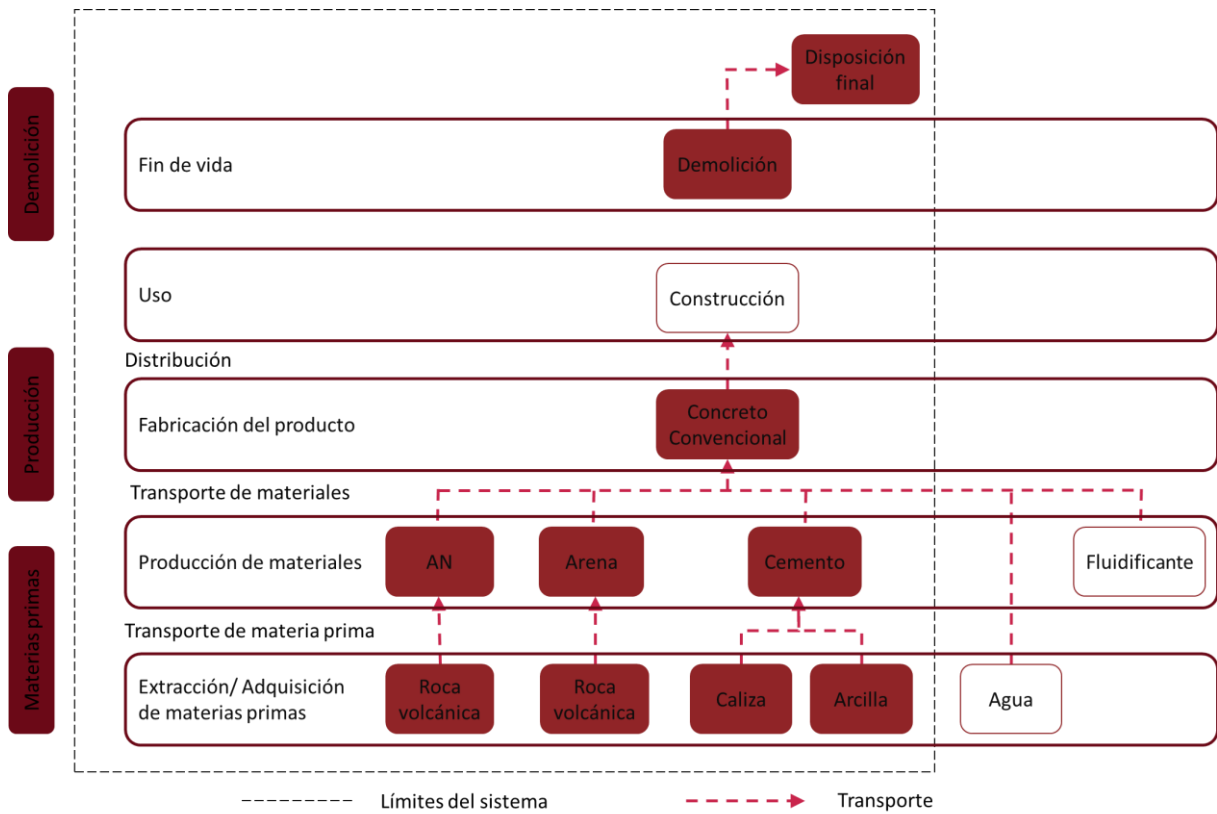 Disposición
final
Demolición
Fin de vida
Demolición
Uso
Construcción
Distribución
Producción
Fabricación del producto
Concreto
Convencional
Transporte de materiales
Materias primas
Producción de materiales
AN
Arena
Cemento
Fluidificante
Transporte de materia prima
Extracción/ Adquisición
de materias primas
Roca
volcánica
Roca
volcánica
Caliza
Arcilla
Agua
Límites del sistema
Transporte